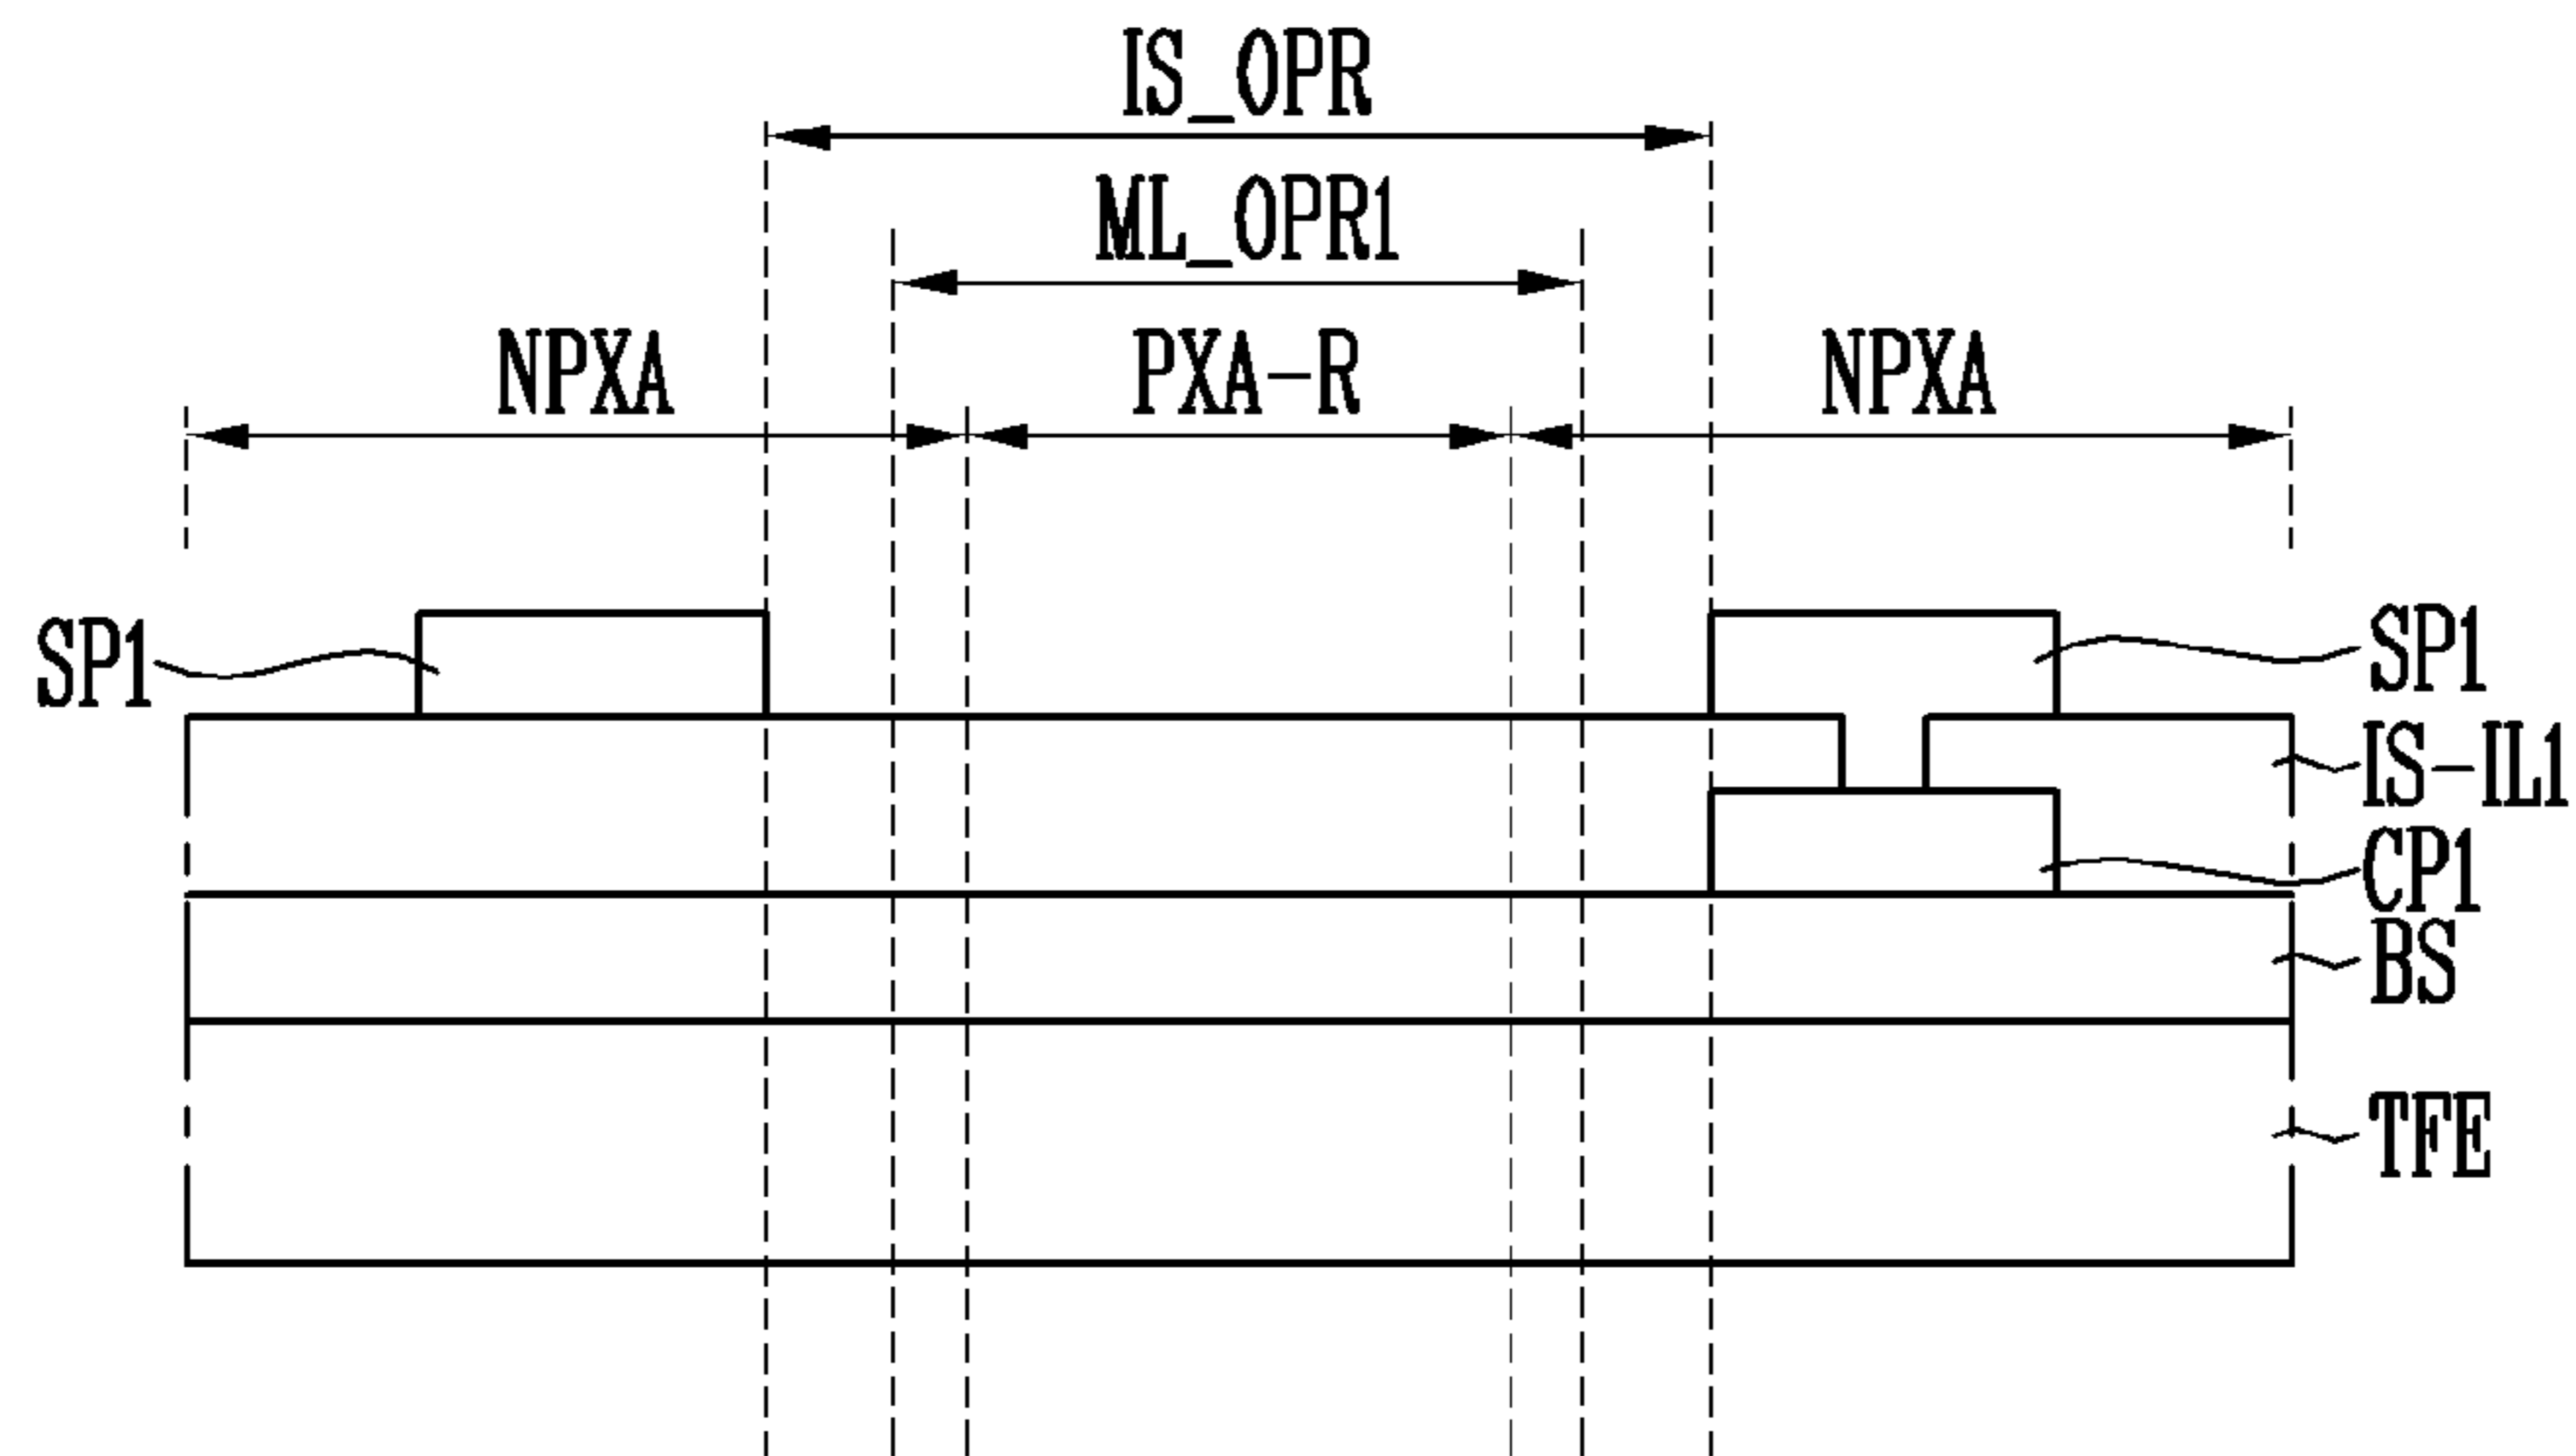 IS_OPR
ML_OPR1
NPXA PXA-R NPXA
SP1 SP1
IS-IL1
CP1
BS
TFE